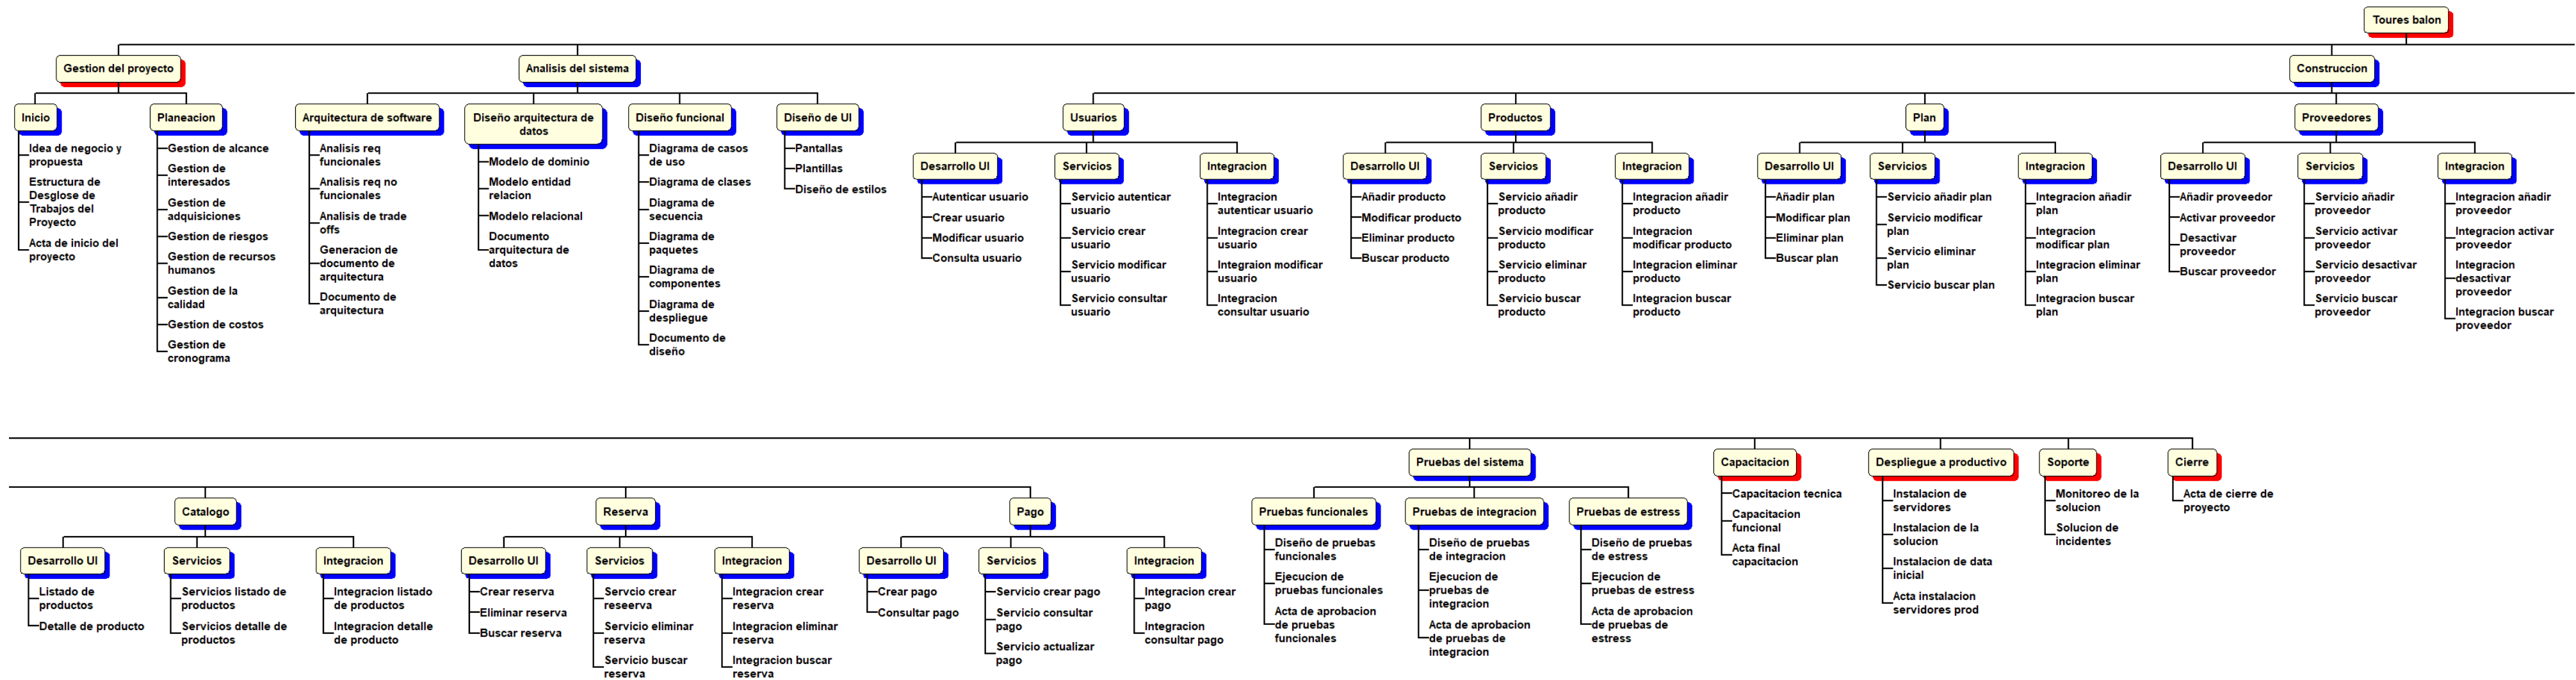 Toures balon
Gestion del proyecto
Analisis del sistema
Construccion
Inicio
Idea de negocio y
propuesta
Estructura de
Desglose de
Trabajos del
Proyecto
Acta de inicio del
proyecto
Planeacion
Gestion de alcance
Gestion de
interesados
Gestion de
adquisiciones
Gestion de riesgos
Gestion de recursos
humanos
Gestion de la
calidad
Gestion de costos
Gestion de
cronograma
Arquitectura de software
Analisis req
funcionales
Analisis req no
funcionales
Analisis de trade
offs
Generacion de
documento de
arquitectura
Documento de
arquitectura
Diseño arquitectura de
datos
Modelo de dominio
Modelo entidad
relacion
Modelo relacional
Documento
arquitectura de
datos
Diseño funcional
Diagrama de casos
de uso
Diagrama de clases
Diagrama de
secuencia
Diagrama de
paquetes
Diagrama de
componentes
Diagrama de
despliegue
Documento de
diseño
Diseño de UI
Pantallas
Plantillas
Diseño de estilos
Usuarios
Desarrollo UI
Autenticar usuario
Crear usuario
Modificar usuario
Consulta usuario
Servicios
Servicio autenticar
usuario
Servicio crear
usuario
Servicio modificar
usuario
Servicio consultar
usuario
Integracion
Integracion
autenticar usuario
Integracion crear
usuario
Integraion modificar
usuario
Integracion
consultar usuario
Productos
Desarrollo UI
Añadir producto
Modificar producto
Eliminar producto
Buscar producto
Servicios
Servicio añadir
producto
Servicio modificar
producto
Servicio eliminar
producto
Servicio buscar
producto
Integracion
Integracion añadir
producto
Integracion
modificar producto
Integracion eliminar
producto
Integracion buscar
producto
Plan
Desarrollo UI
Añadir plan
Modificar plan
Eliminar plan
Buscar plan
Servicios
Servicio añadir plan
Servicio modificar
plan
Servicio eliminar
plan
Servicio buscar plan
Integracion
Integracion añadir
plan
Integracion
modificar plan
Integracion eliminar
plan
Integracion buscar
plan
Proveedores
Desarrollo UI
Añadir proveedor
Activar proveedor
Desactivar
proveedor
Buscar proveedor
Servicios
Servicio añadir
proveedor
Servicio activar
proveedor
Servicio desactivar
proveedor
Servicio buscar
proveedor
Integracion
Integracion añadir
proveedor
Integracion activar
proveedor
Integracion
desactivar
proveedor
Integracion buscar
proveedor
Catalogo
Desarrollo UI
Listado de
productos
Detalle de producto
Servicios
Servicios listado de
productos
Servicios detalle de
productos
Integracion
Integracion listado
de productos
Integracion detalle
de producto
Reserva
Desarrollo UI
Crear reserva
Eliminar reserva
Buscar reserva
Servicios
Servcio crear
reseerva
Servicio eliminar
reserva
Servicio buscar
reserva
Integracion
Integracion crear
reserva
Integracion eliminar
reserva
Integracion buscar
reserva
Pago
Desarrollo UI
Crear pago
Consultar pago
Servicios
Servicio crear pago
Servicio consultar
pago
Servicio actualizar
pago
Integracion
Integracion crear
pago
Integracion
consultar pago
Pruebas del sistema
Pruebas funcionales
Diseño de pruebas
funcionales
Ejecucion de
pruebas funcionales
Acta de aprobacion
de pruebas
funcionales
Pruebas de integracion
Diseño de pruebas
de integracion
Ejecucion de
pruebas de
integracion
Acta de aprobacion
de pruebas de
integracion
Pruebas de estress
Diseño de pruebas
de estress
Ejecucion de
pruebas de estress
Acta de aprobacion
de pruebas de
estress
Capacitacion
Capacitacion tecnica
Capacitacion
funcional
Acta final
capacitacion
Despliegue a productivo
Instalacion de
servidores
Instalacion de la
solucion
Instalacion de data
inicial
Acta instalacion
servidores prod
Soporte
Monitoreo de la
solucion
Solucion de
incidentes
Cierre
Acta de cierre de
proyecto